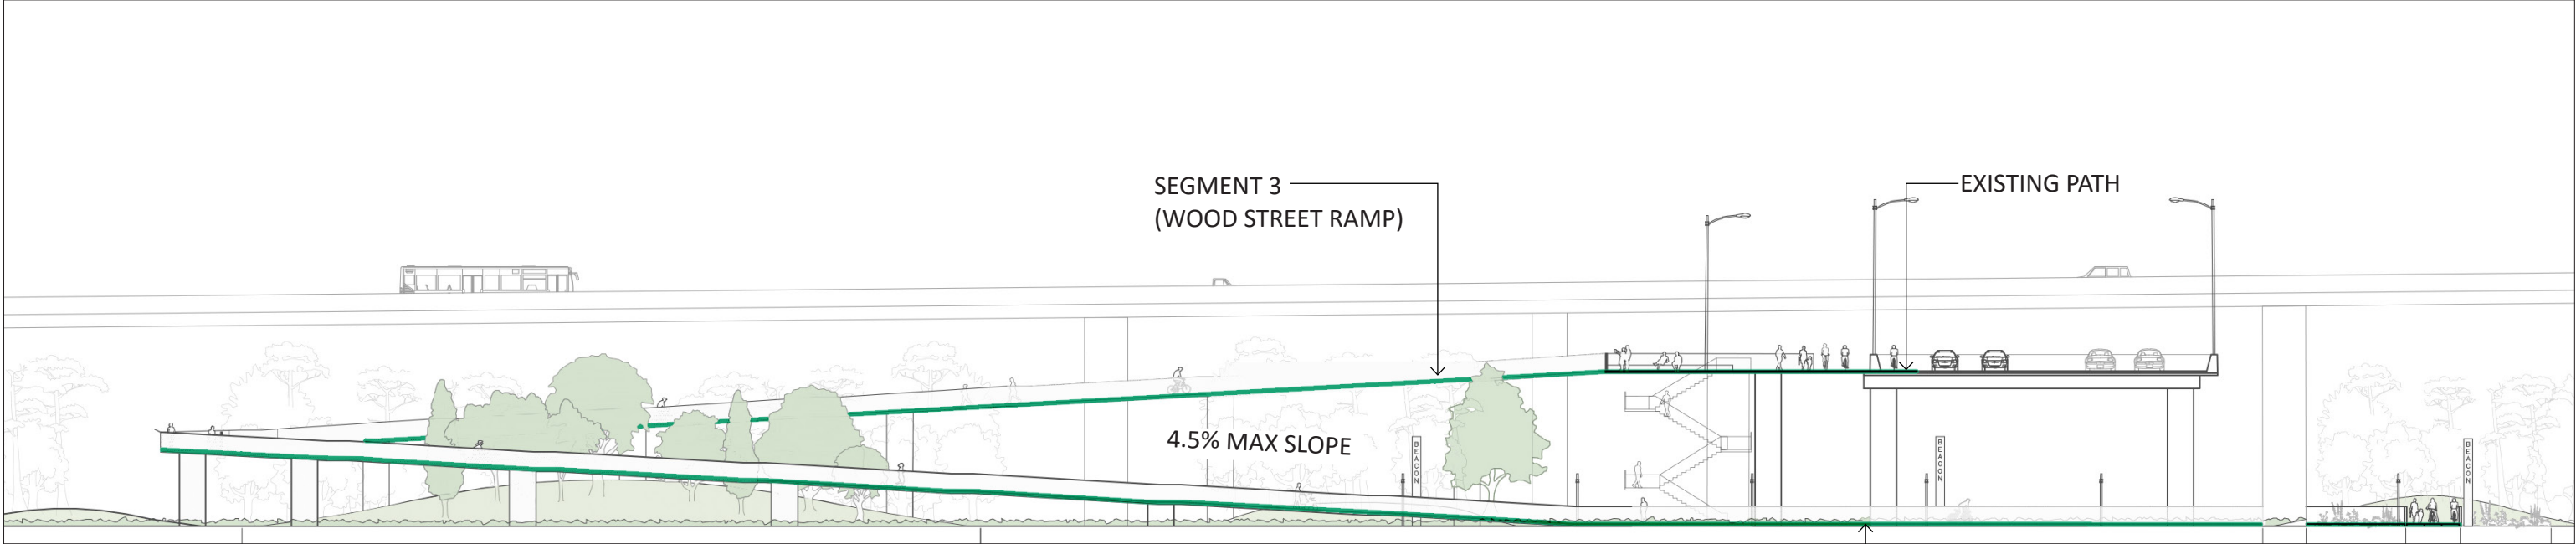 SEGMENT 3
(WOOD STREET RAMP)
EXISTING PATH
4.5% MAX SLOPE
BEACON
BEACON
BEACON